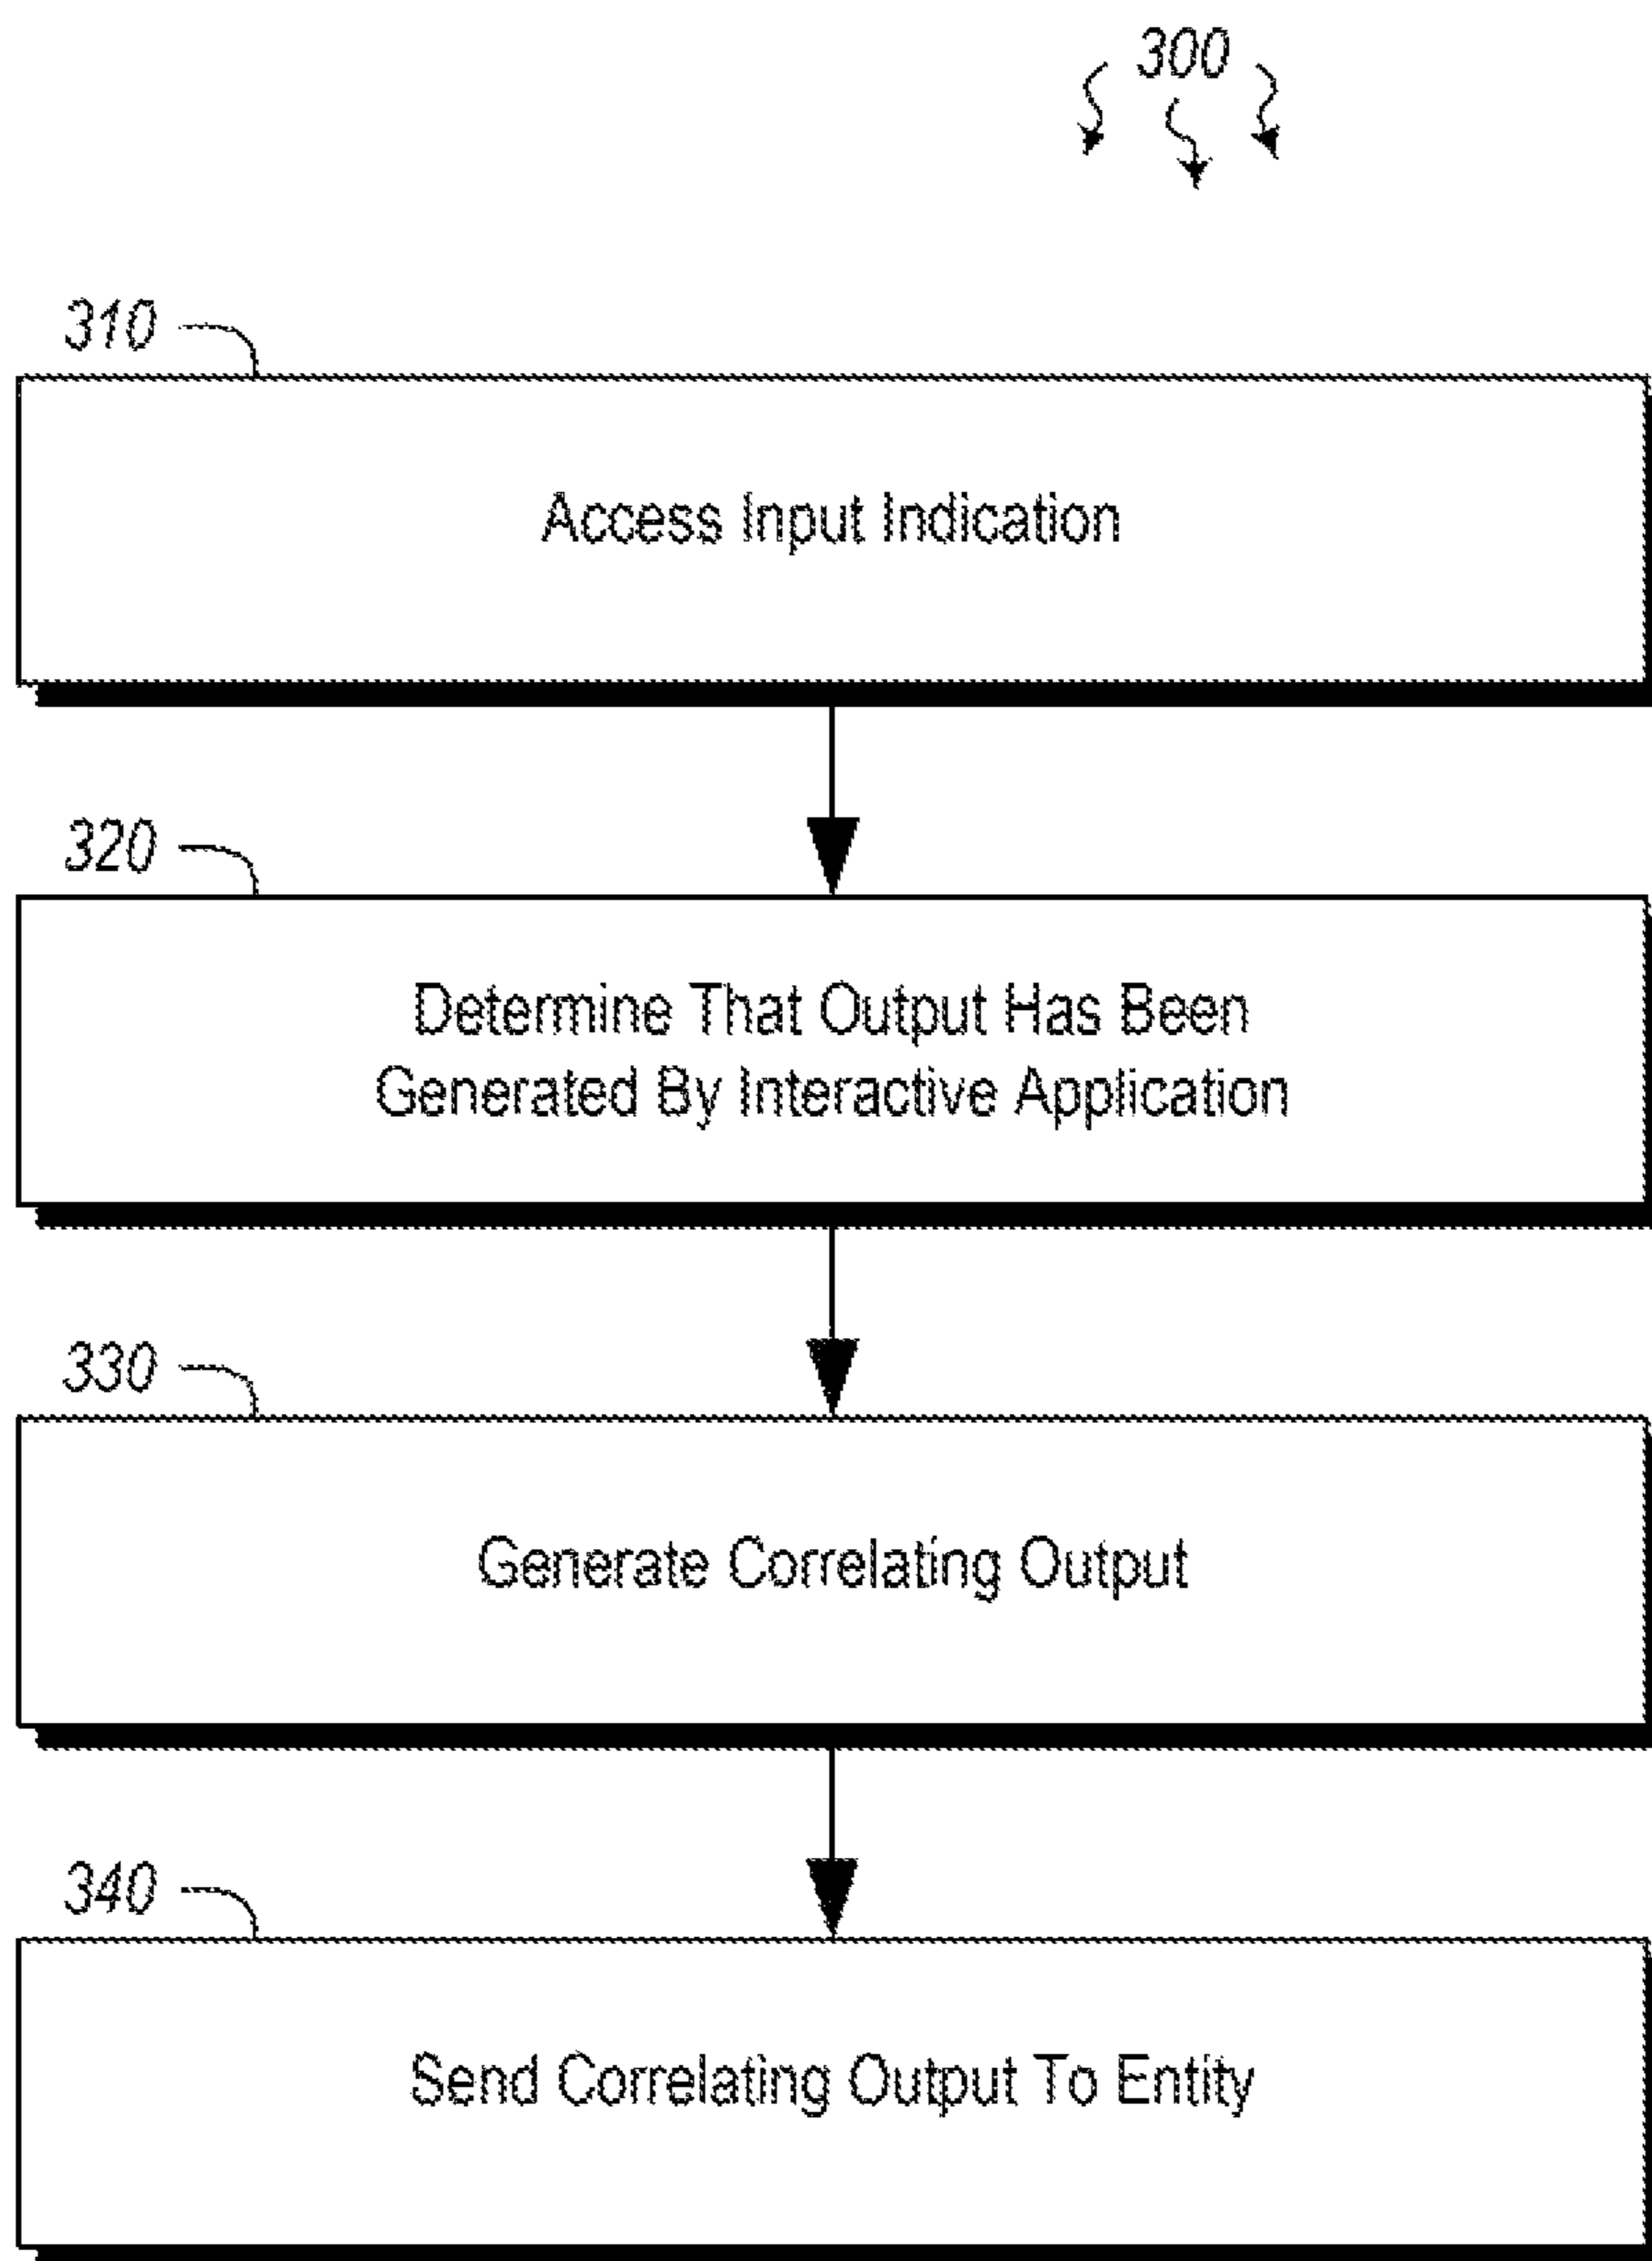 300
310
Access Input Indication
320
Determine That Output Has Been
Generated By Interactive Application
330
Generate Correlating Output
340
Send Correlating Output To Entity